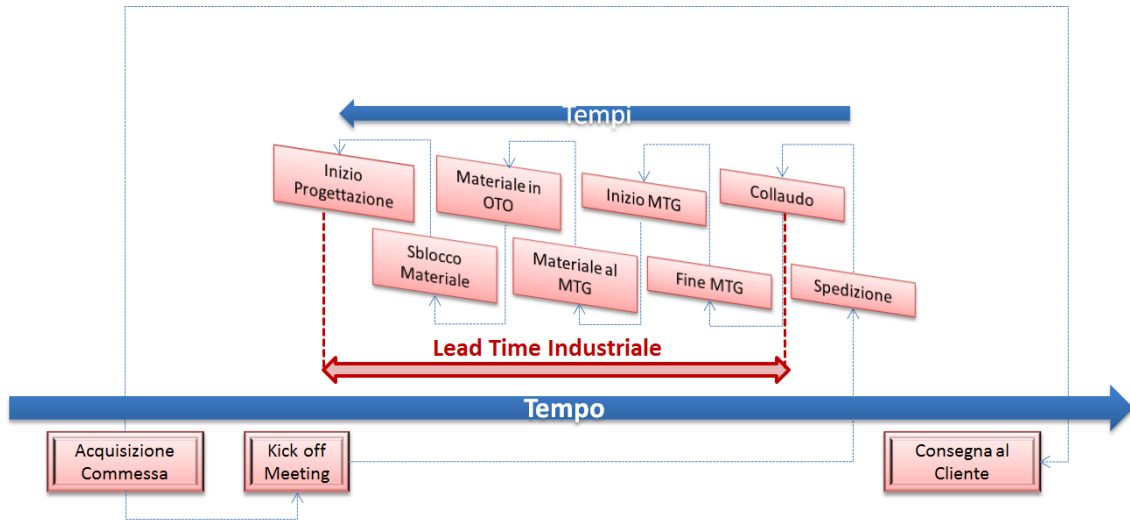 Tempi
Inizio
Progettazione
Materiale in
OTO
Inizio MTG
Collaudo
Sblocco
Materiale
Materiale al
MTG
Fine MTG
Spedizione
Lead Time Industriale
Tempo
Acquisizione
Commessa
Kick off
Meeting
Consegna al
Cliente